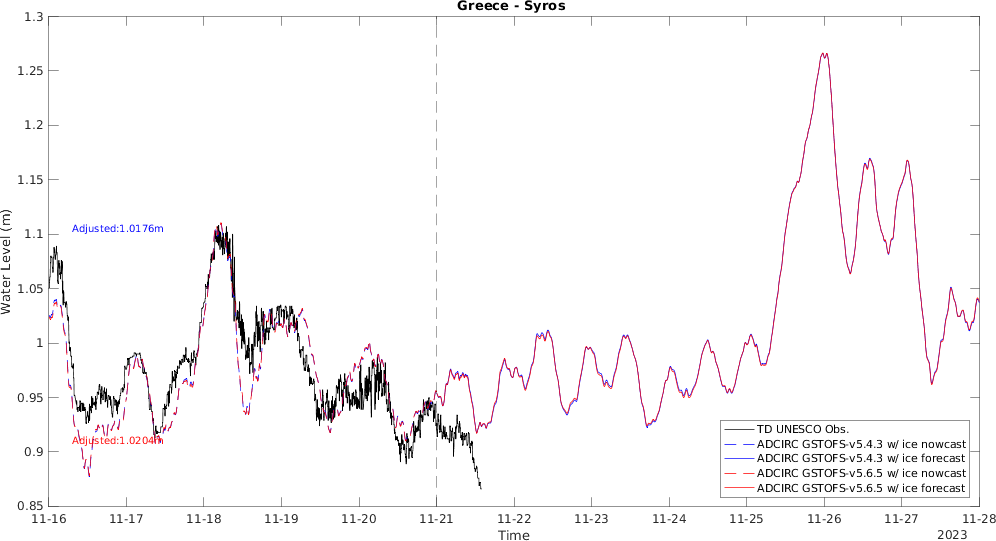 Greece - Syros
1.3
1.25
1.2
1.15
1.1
1.05
1
0.95
0.9
0.85
Water Level (m)
Adjusted:1.0176m
Adjusted:1.0204m
TD UNESCO Obs.
ADCIRC GSTOFS-v5.4.3 w/ ice nowcast
ADCIRC GSTOFS-v5.4.3 w/ ice forecast
ADCIRC GSTOFS-v5.6.5 w/ ice nowcast
ADCIRC GSTOFS-v5.6.5 w/ ice forecast
11-16 11-17 11-18 11-19 11-20 11-21 11-22 11-23 11-24 11-25 11-26 11-27 11-28
Time
2023